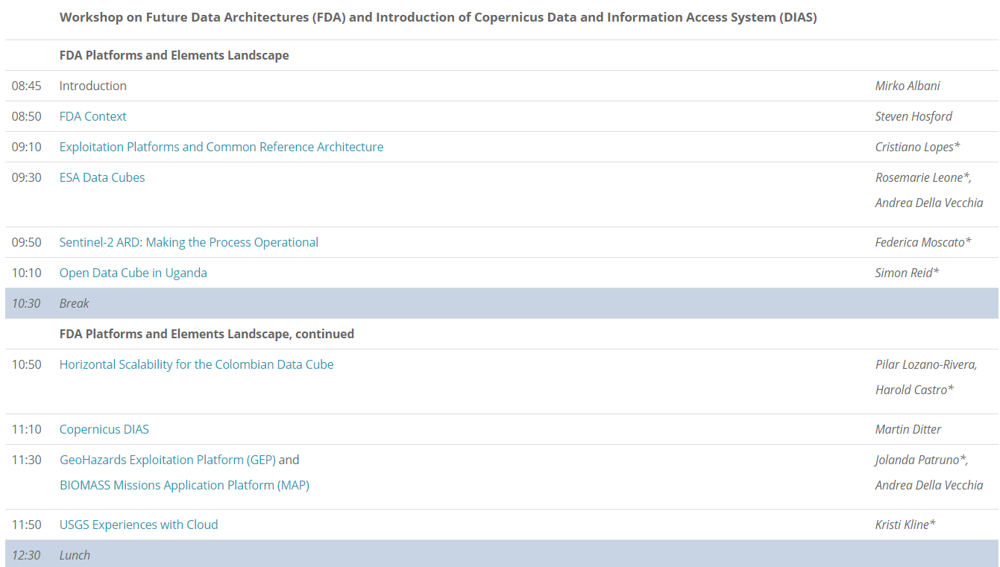 Workshop on Future Data Architectures (FDA) and Introduction of Copernicus Data and Information Access System (DIAS)
FDA Platforms and Elements Landscape
08:45 Introduction Mirko Albani
08:50 FDA Context Steven Hosford
09:10 Exploitation Platforms and Common Reference Architecture Cristiano Lopes*
09:30 ESA Data Cubes Rosemarie Leone*,
Andrea Della Vecchia
09:50 Sentinel-2 ARD: Making the Process Operational Federica Moscato*
10:10 Open Data Cube in Uganda Simon Reid*
10:30 Break
FDA Platforms and Elements Landscape, continued
10:50 Horizontal Scalability for the Colombian Data Cube Pilar Lozano-Rivera,
Harold Castro*
11:10 Copernicus DIAS Martin Ditter
11:30 GeoHazards Exploitation Platform (GEP) and Jolanda Patruno*,
BIOMASS Missions Application Platform (MAP) Andrea Della Vecchia
11:50 USGS Experiences with Cloud Kristi Kline*
12:30 Lunch